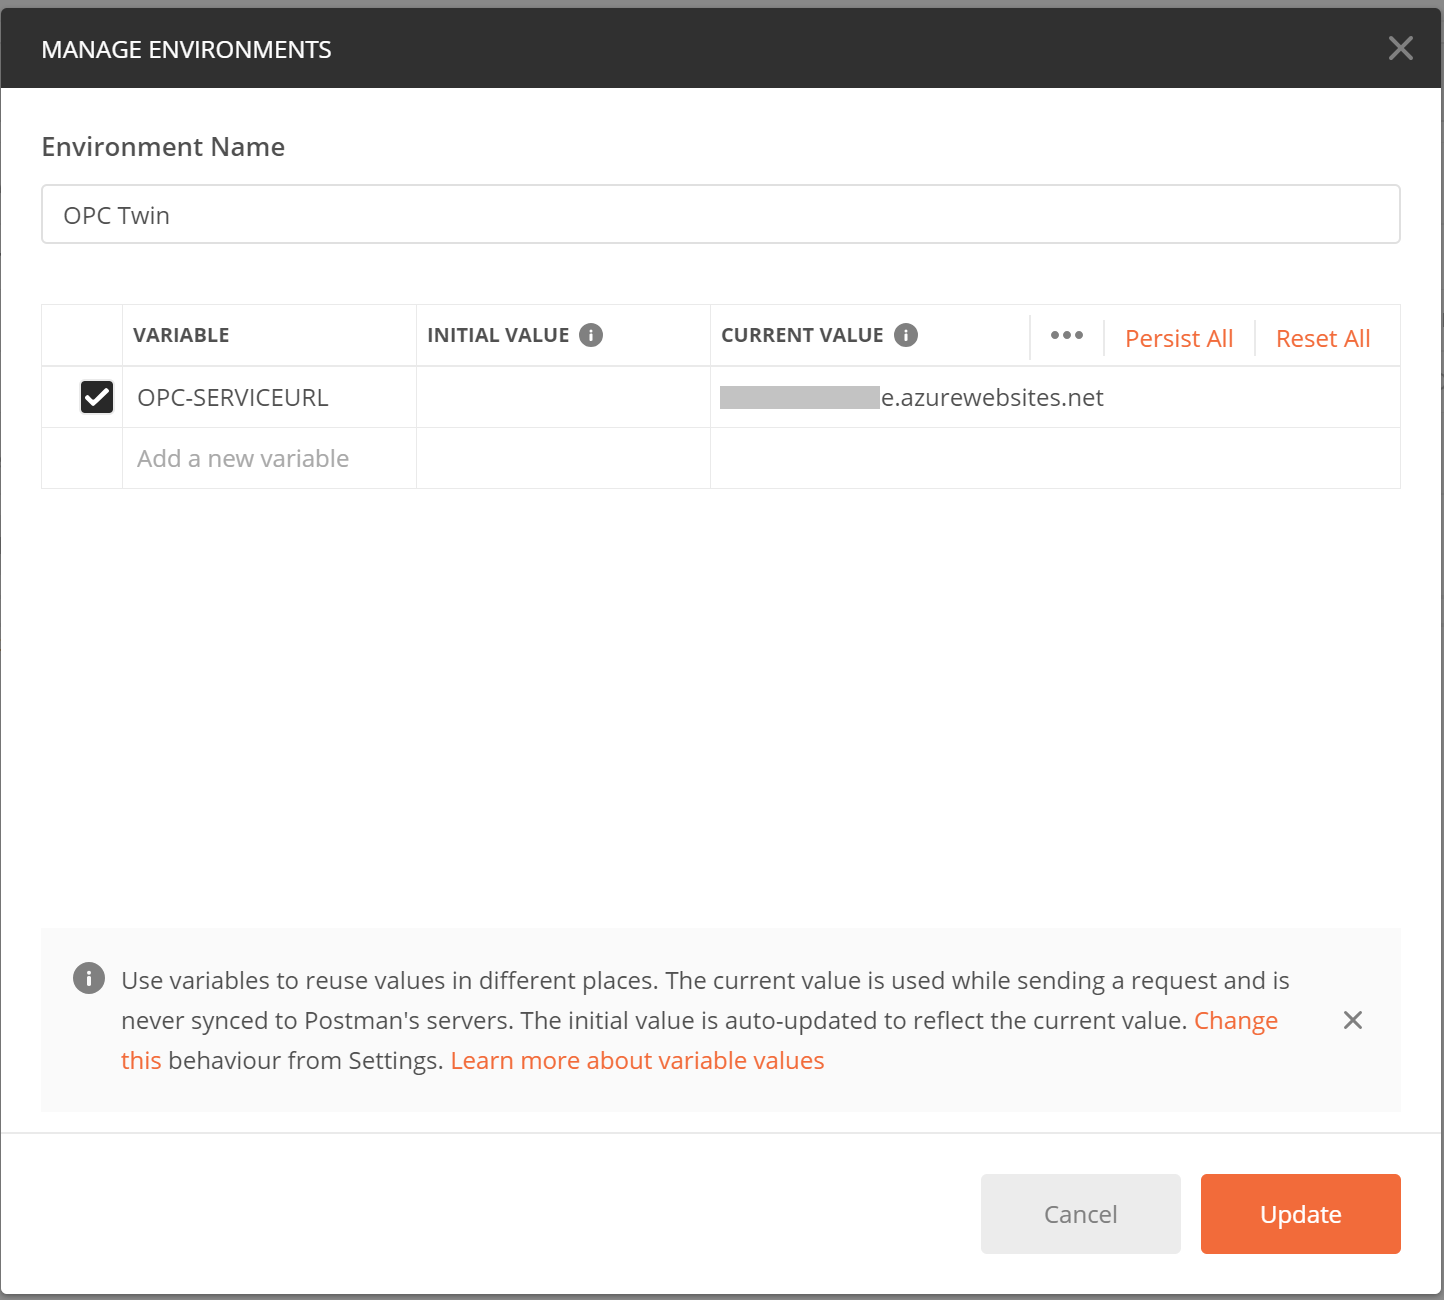 MANAGE ENVIRONMENTS
Environment Name
OPC Twin
VARIABLE INITIAL VALUE CURRENT VALUE ••• Persist All Reset All
OPC-SERVICEURL e.azurewebsites.net
Add a new variable
Use variables to reuse values in different places. The current value is used while sending a request and is
never synced to Postman's servers. The initial value is auto-updated to reflect the current value. Change
this behaviour from Settings. Learn more about variable values
Cancel Update